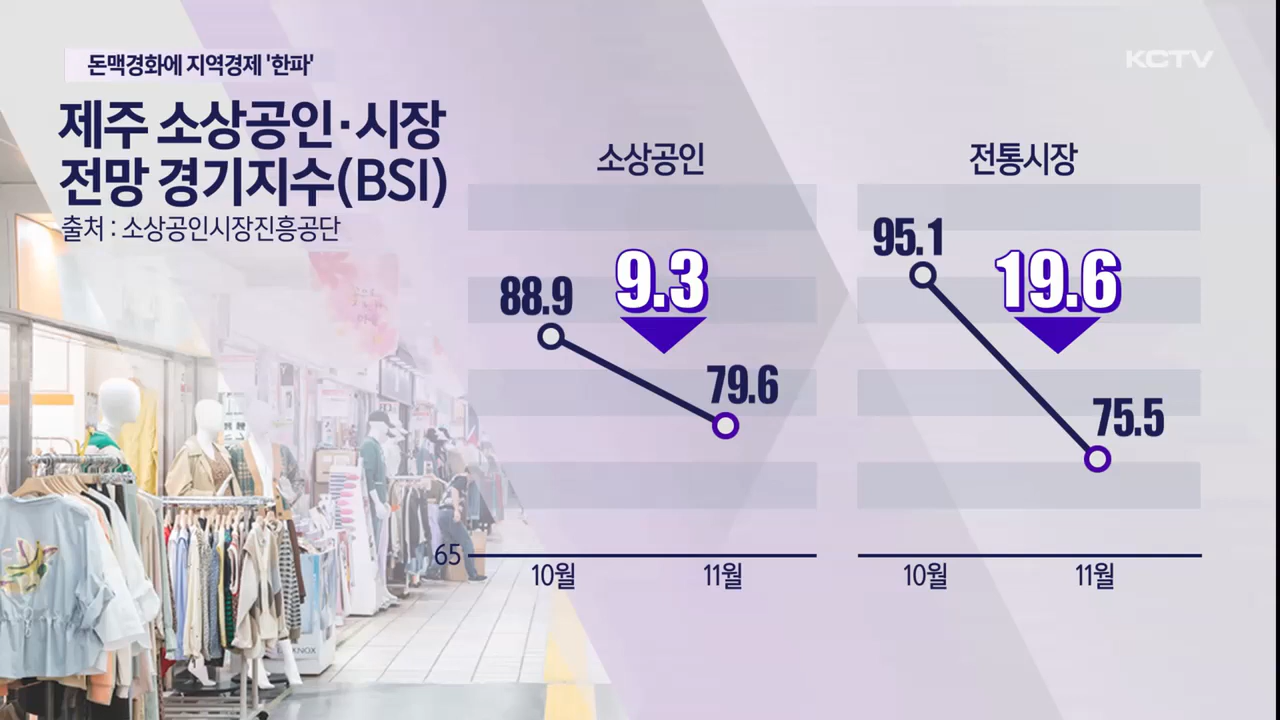 돈맥경화에 지역경제 '한파'
KCTV
제주 소상공인·시장
전망 경기지수(BSI)
출처 : 소상공인시장진흥공단
소상공인
88.9
9.3
79.6
65
10월
11월
전통시장
95.1
19.6
75.5
10월
11월